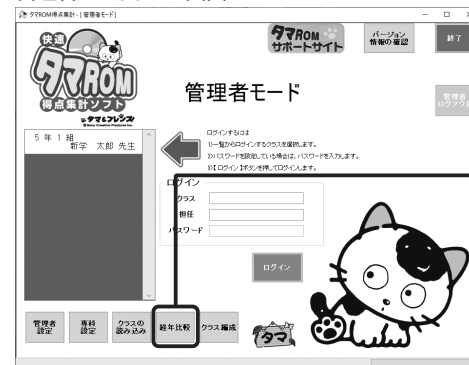 タマROM得点集計 - [管理者モード]
快速
タマROM
得点集計ソフト
タマ&フレンズ
© Sony Creative Products Inc.
タマROM
サポートサイト
バージョン
情報の確認
終了
管理者モード
管理者
ログアウト
5 年 1 組
新学 太郎 先生
ログインするには
1)一覧からログインするクラスを選択します。
2)パスワードを設定している場合は、パスワードを入力します。
3)【ログイン】ボタンを押してログインします。
ログイン
クラス
担任
パスワード
ログイン
管理者
設定
専科
設定
クラスの
読み込み
経年比較
クラス編成
タマ